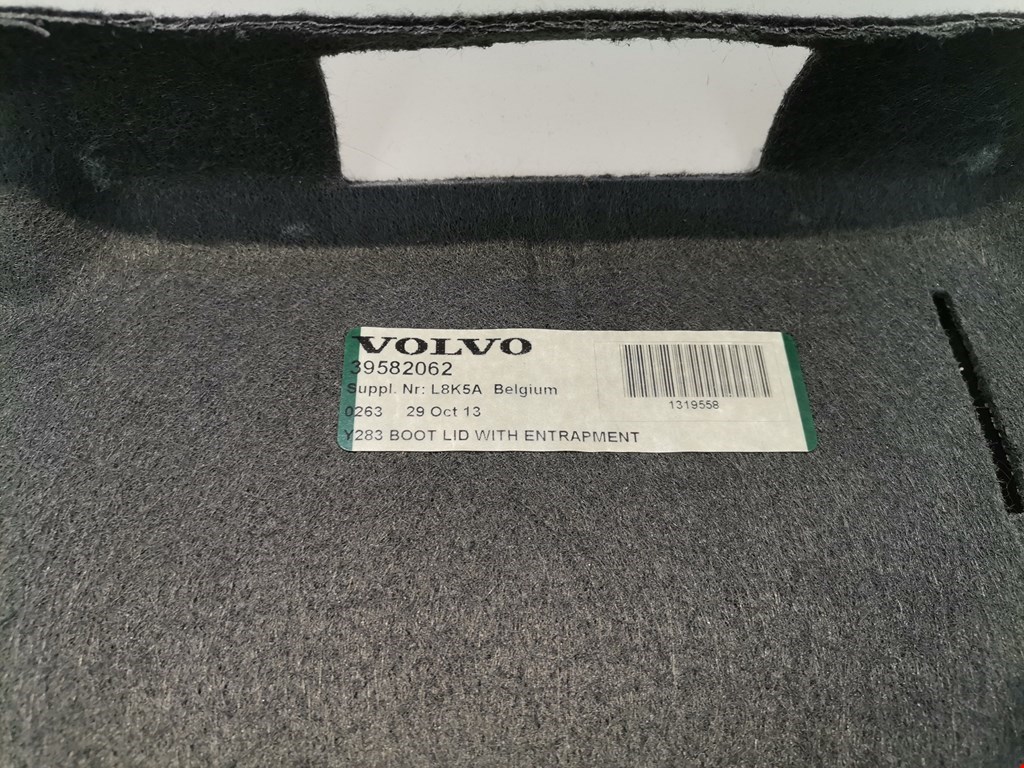 VOLVO
39582062
Suppl. Nr: L8K5A Belgium
0263 29 Oct 13
Y283 BOOT LID WITH ENTRAPMENT
1319558